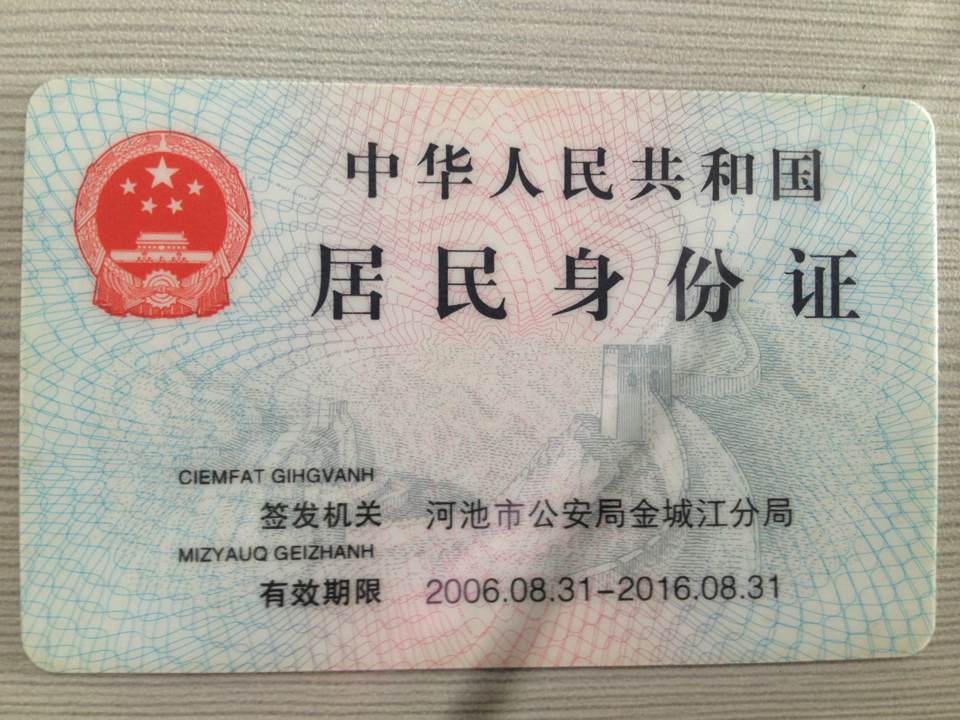 中华人民共和国
居民身份证
CIEMFAT GIHGVANH
签发机关 河池市公安局金城江分局
MIZYAUQ GEIZHANH
有效期限 2006.08.31-2016.08.31